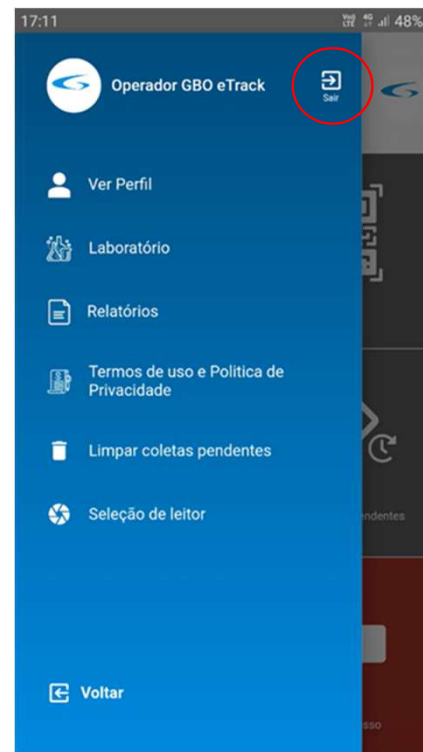 17:11
48%
Operador GBO eTrack
Sair
Ver Perfil
Laboratório
Relatórios
Termos de uso e Politica de
Privacidade
Limpar coletas pendentes
ndentes
Seleção de leitor
Voltar
sso